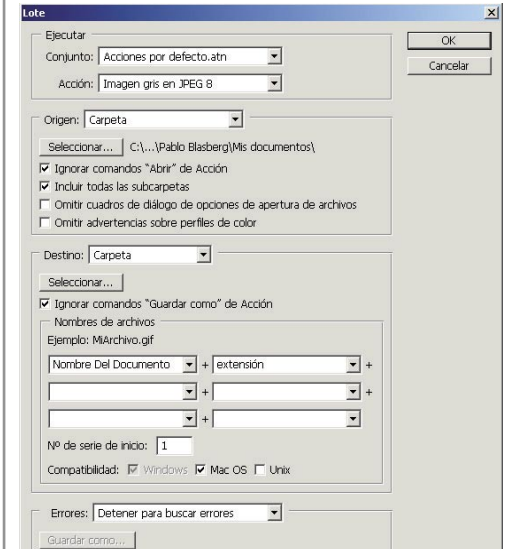 Lote
Ejecutar
Conjunto: Acciones por defecto.atn
Acción: Imagen gris en JPEG 8
OK
Cancelar
Origen: Carpeta
Seleccionar... C:\...\Pablo Blasberg\Mis documentos\
Ignorar comandos "Abrir" de Acción
Incluir todas las subcarpetas
Omitir cuadros de diálogo de opciones de apertura de archivos
Omitir advertencias sobre perfiles de color
Destino: Carpeta
Seleccionar...
Ignorar comandos "Guardar como" de Acción
Nombres de archivos
Ejemplo: MiArchivo.gif
Nombre Del Documento + extensión +
+ +
+
Nº de serie de inicio: 1
Compatibilidad: Windows Mac OS Unix
Errores: Detener para buscar errores
Guardar como...